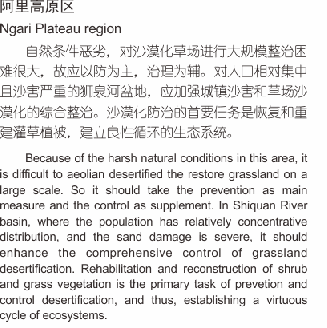 阿里高原区
Ngari Plateau region
自然条件恶劣，对沙漠化草场进行大规模整治困
难很大，故应以防为主，治理为辅。对人口相对集中
且沙害严重的狮泉河盆地，应加强城镇沙害和草场沙
漠化的综合整治。沙漠化防治的首要任务是恢复和重
建灌草植被，建立良性循环的生态系统。
Because of the harsh natural conditions in this area, it
is difficult to aeolian desertified the restore grassland on a
large scale. So it should take the prevention as main
measure and the control as supplement. In Shiquan River
basin, where the population has relatively concentrative
distribution, and the sand damage is severe, it should
enhance the comprehensive control of grassland
desertification. Rehabilitation and reconstruction of shrub
and grass vegetation is the primary task of prevetion and
control desertification, and thus, establishing a virtuous
cycle of ecosystems.